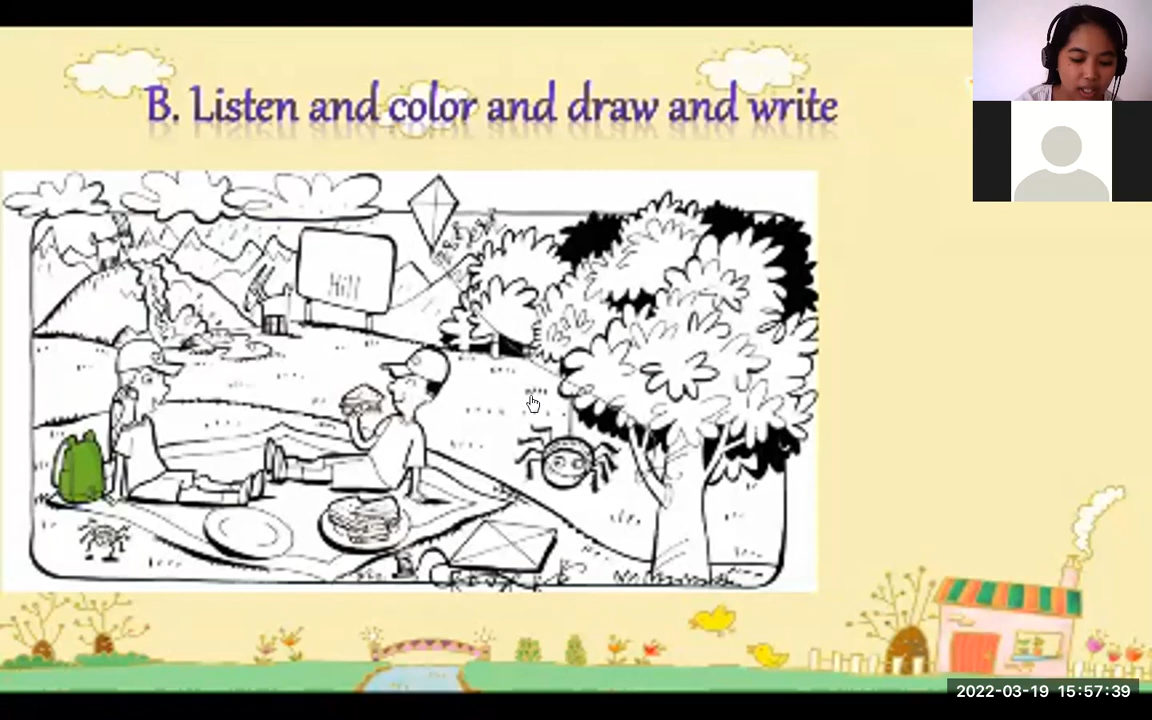 B. Listen and color and draw and write
Hill
2022-03-19 15:57:39